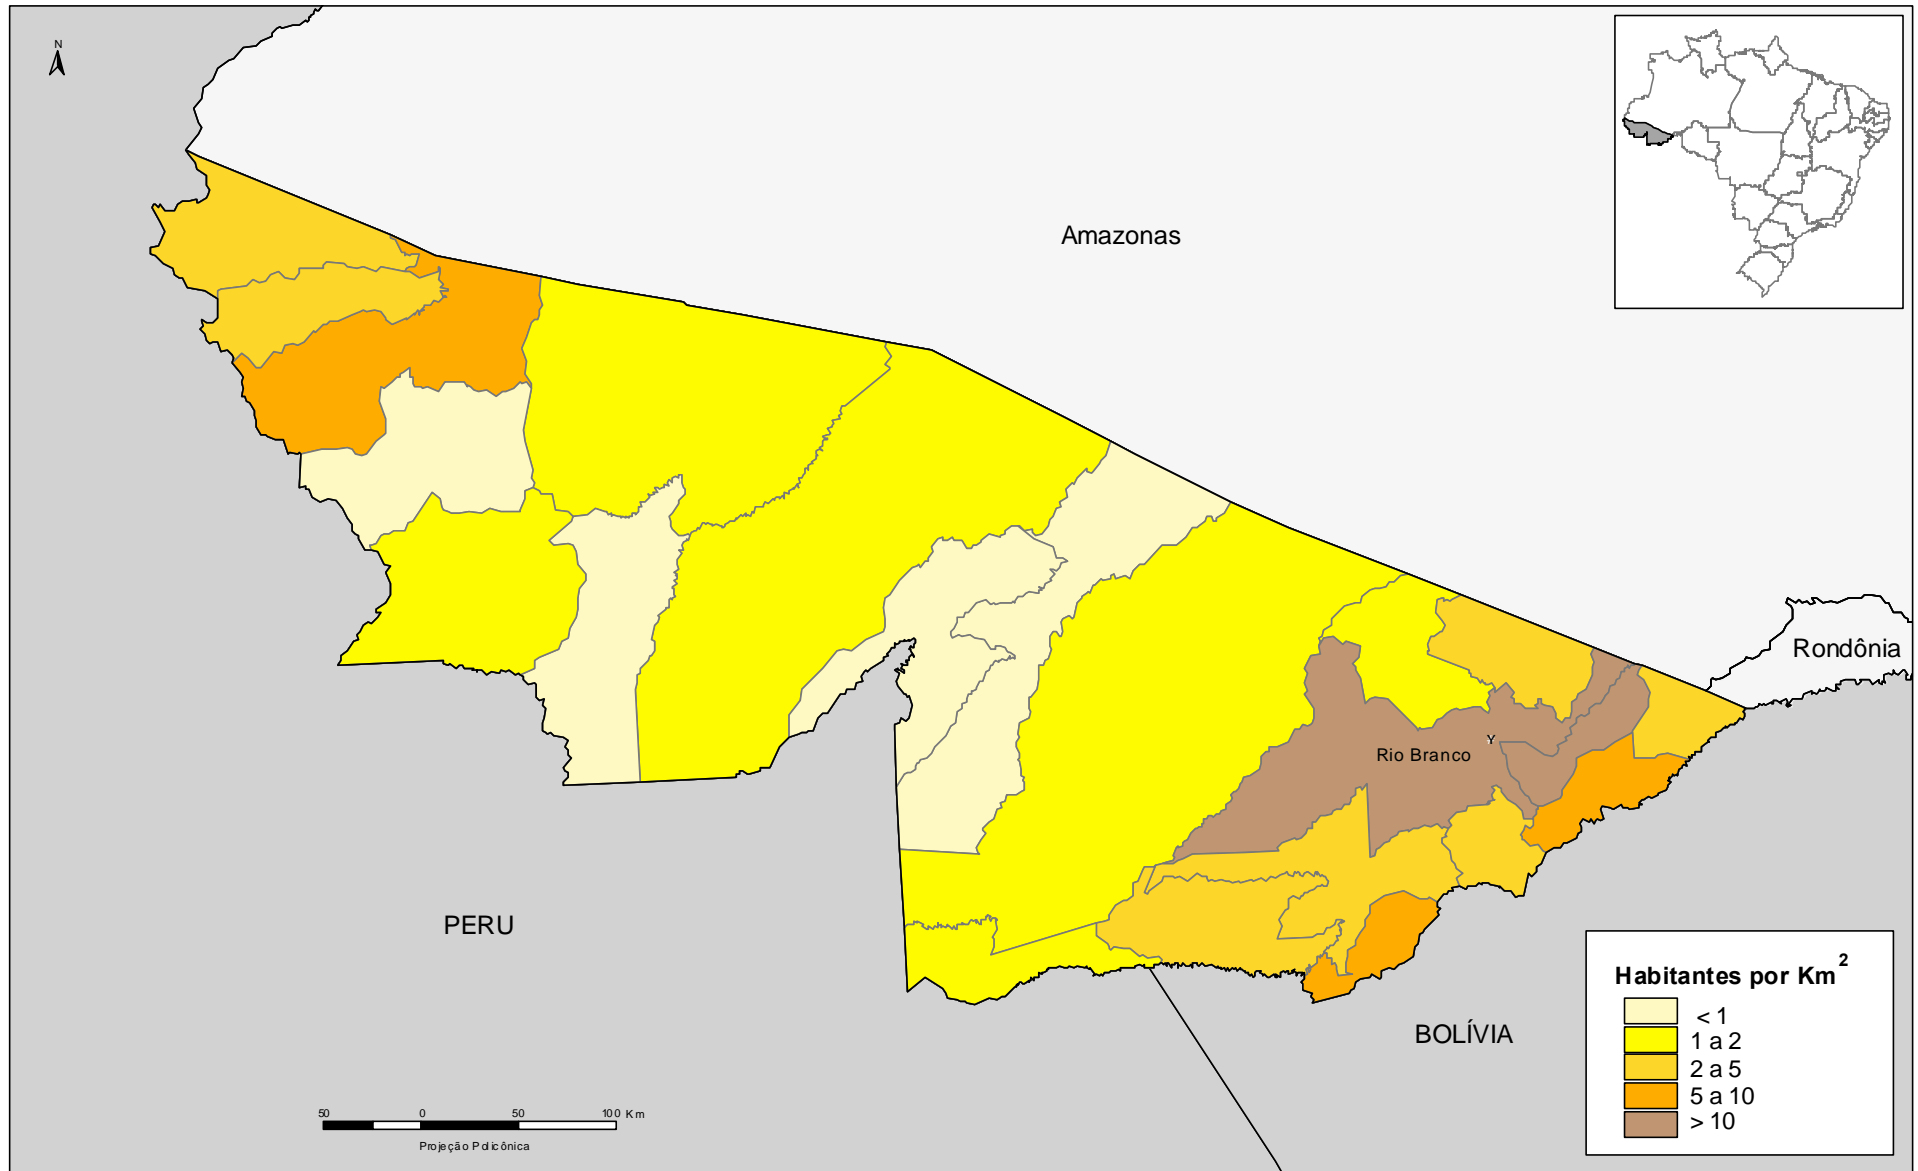 N
Amazonas
Rondônia
Y
Rio Branco
PERU
BOLÍVIA
Habitantes por Km²
< 1
1 a 2
2 a 5
5 a 10
> 10
50 0 50 100 Km
Projeção Policônica